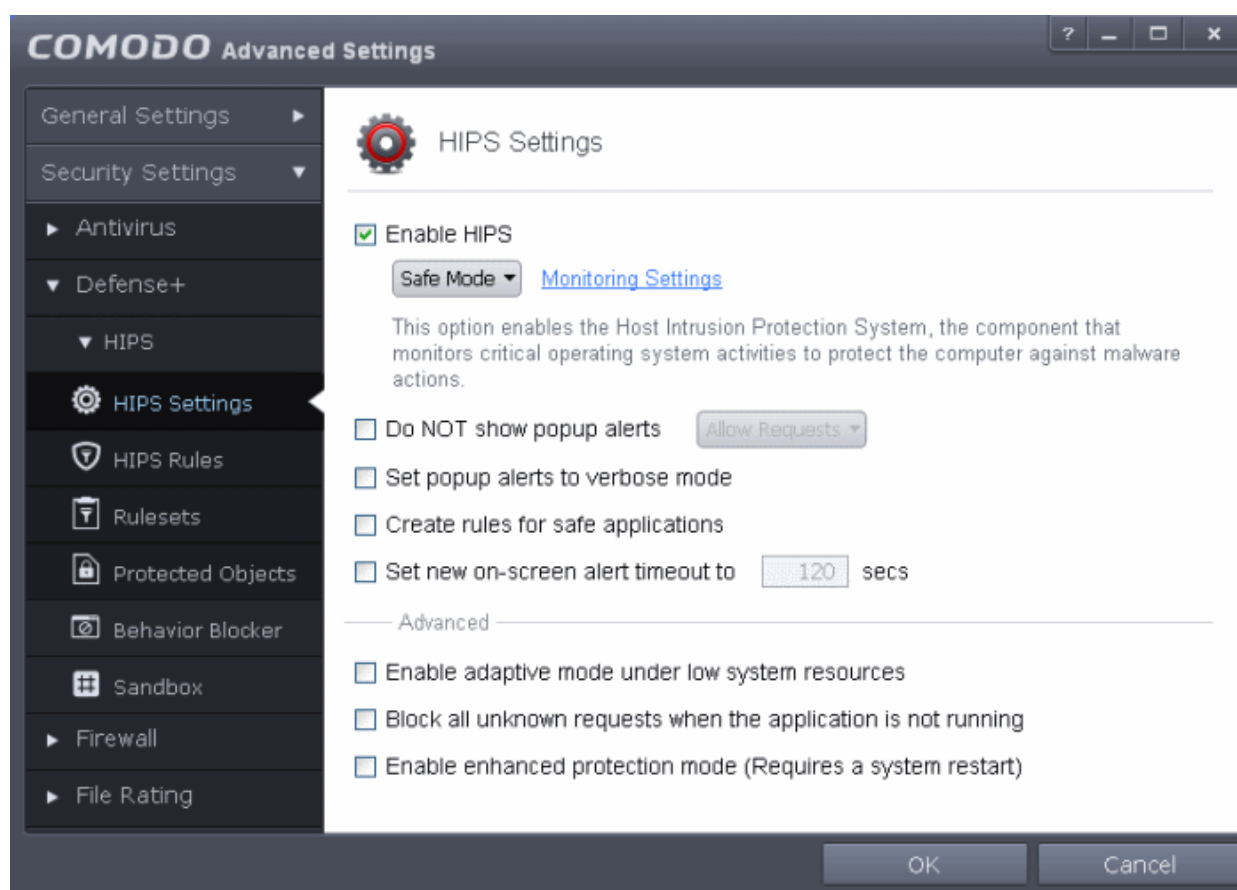 COMODO Advanced Settings
?
General Settings
Security Settings
Antivirus
Defense+
HIPS
HIPS Settings
HIPS Rules
Rulesets
Protected Objects
Behavior Blocker
Sandbox
Firewall
File Rating
HIPS Settings
Enable HIPS
Safe Mode Monitoring Settings
This option enables the Host Intrusion Protection System, the component that
monitors critical operating system activities to protect the computer against malware
actions.
Do NOT show popup alerts Allow Requests
Set popup alerts to verbose mode
Create rules for safe applications
Set new on-screen alert timeout to 120 secs
Advanced
Enable adaptive mode under low system resources
Block all unknown requests when the application is not running
Enable enhanced protection mode (Requires a system restart)
OK Cancel